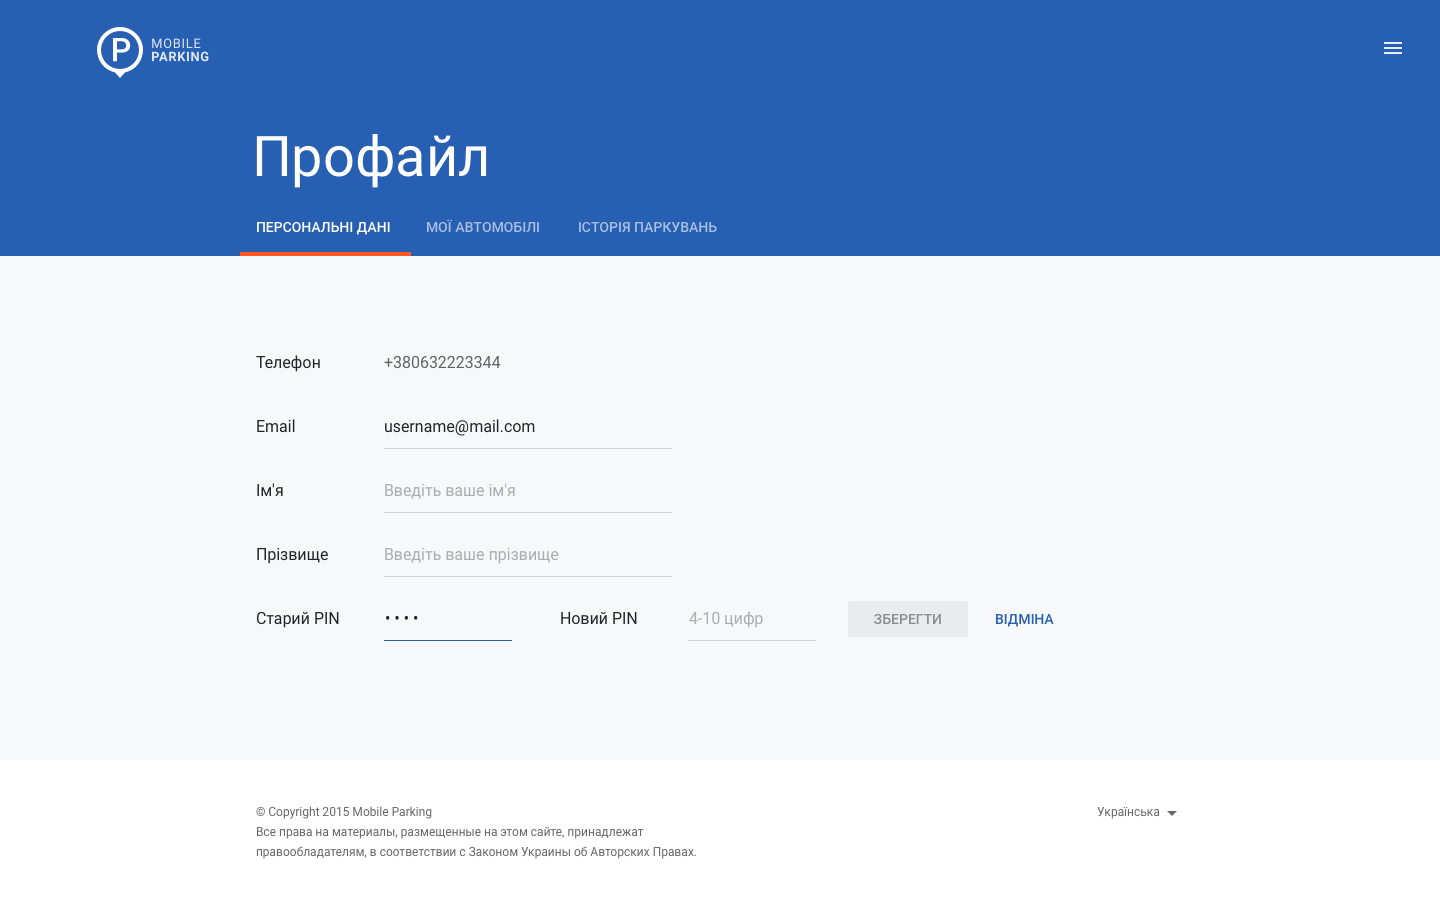 MOBILE
PARKING
Профайл
ПЕРСОНАЛЬНІ ДАНІ МОЇ АВТОМОБІЛІ ІСТОРІЯ ПАРКУВАНЬ
Телефон +380632223344
Email username@mail.com
Ім'я Введіть ваше ім'я
Прізвище Введіть ваше прізвище
Старий PIN •••• Новий PIN 4-10 цифр ЗБЕРЕГТИ ВІДМІНА
© Copyright 2015 Mobile Parking Українська
Все права на материалы, размещенные на этом сайте, принадлежат
правообладателям, в соответствии с Законом Украины об Авторских Правах.